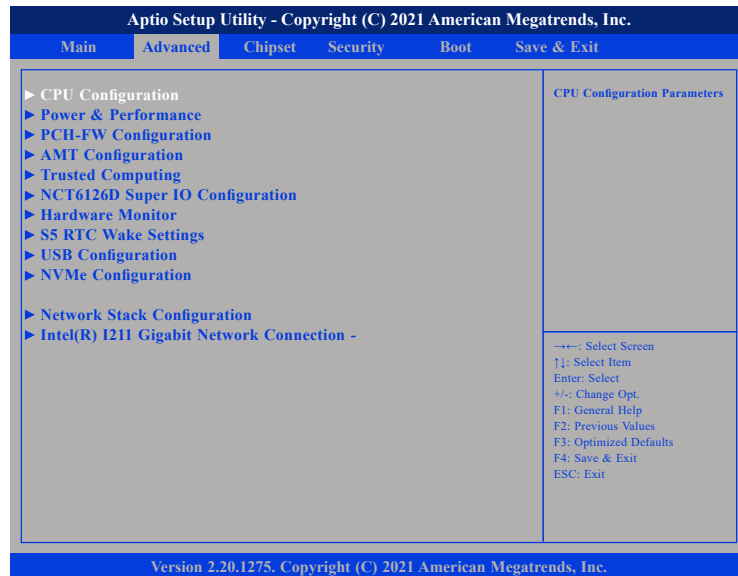 Aptio Setup Utility - Copyright (C) 2021 American Megatrends, Inc.
Main Advanced Chipset Security Boot Save & Exit
► CPU Configuration
► Power & Performance
► PCH-FW Configuration
► AMT Configuration
► Trusted Computing
► NCT6126D Super IO Configuration
► Hardware Monitor
► S5 RTC Wake Settings
► USB Configuration
► NVMe Configuration
► Network Stack Configuration
► Intel(R) I211 Gigabit Network Connection -
CPU Configuration Parameters
→←: Select Screen
↑↓: Select Item
Enter: Select
+/-: Change Opt.
F1: General Help
F2: Previous Values
F3: Optimized Defaults
F4: Save & Exit
ESC: Exit
Version 2.20.1275. Copyright (C) 2021 American Megatrends, Inc.